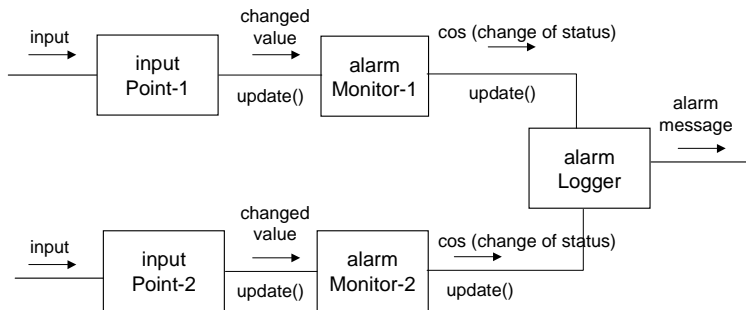 input
input
Point-1
changed
value
update()
alarm
Monitor-1
cos (change of status)
update()
alarm
Logger
alarm
message
input
input
Point-2
changed
value
update()
alarm
Monitor-2
cos (change of status)
update()